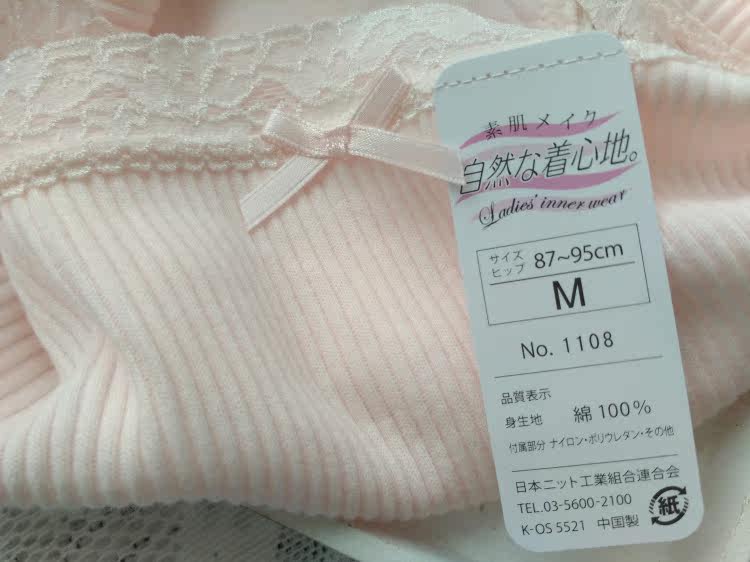 素肌メイク
自然な着心地。
Ladies' inner wear
サイズ
ヒップ 87~95cm
M
No. 1108
品質表示
身生地 綿 100%
付属部分 ナイロン・ポリウレタン・その他
日本ニット工業組合連合会
TEL.03-5600-2100
K-OS 5521 中国製
紙